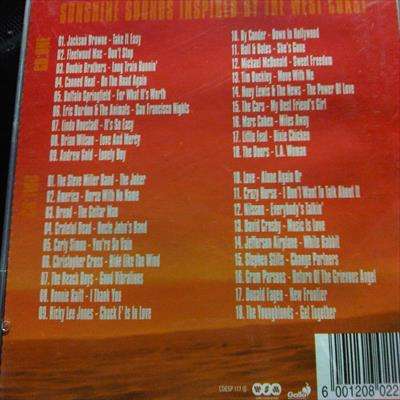 SUNSHINE SOUNDS INSPIRED BY THE WEST COAST
01. Jackson Browne - Take It Easy
02. Fleetwood Mac - Don't Stop
03. Doobie Brothers - Long Train Runnin'
04. Canned Heat - On The Road Again
05. Buffalo Springfield - For What It's Worth
06. Eric Burdon & The Animals - San Francisco Nights
07. Linda Ronstadt - It's So Easy
08. Brian Wilson - Love And Mercy
09. Andrew Gold - Lonely Boy
10. Ry Cooder - Down In Hollywood
11. Hall & Oates - She's Gone
12. Michael McDonald - Sweet Freedom
13. Tim Buckley - Move With Me
14. Huey Lewis & The News - The Power Of Love
15. The Cars - My Best Friend's Girl
16. Marc Cohen - Miles Away
17. Little Feat - Dixie Chicken
18. The Doors - L.A. Woman
01. The Steve Miller Band - The Joker
02. America - Horse With No Name
03. Bread - The Guitar Man
04. Grateful Dead - Uncle John's Band
05. Carly Simon - You're So Vain
06. Christopher Cross - Ride Like The Wind
07. The Beach Boys - Good Vibrations
08. Bonnie Raitt - I Thank You
09. Ricky Lee Jones - Chuck E' Is In Love
10. Love - Alone Again Or
11. Crazy Horse - I Don't Want To Talk About It
12. Nilsson - Everybody's Talkin'
13. David Crosby - Music Is Love
14. Jefferson Airplane - White Rabbit
15. Stephen Stills - Change Partners
16. Gram Parsons - Return Of The Grievous Angel
17. Donald Fagen - New Frontier
18. The Youngbloods - Get Together
CDESP 117
WSM
Gallo
6 001208 022